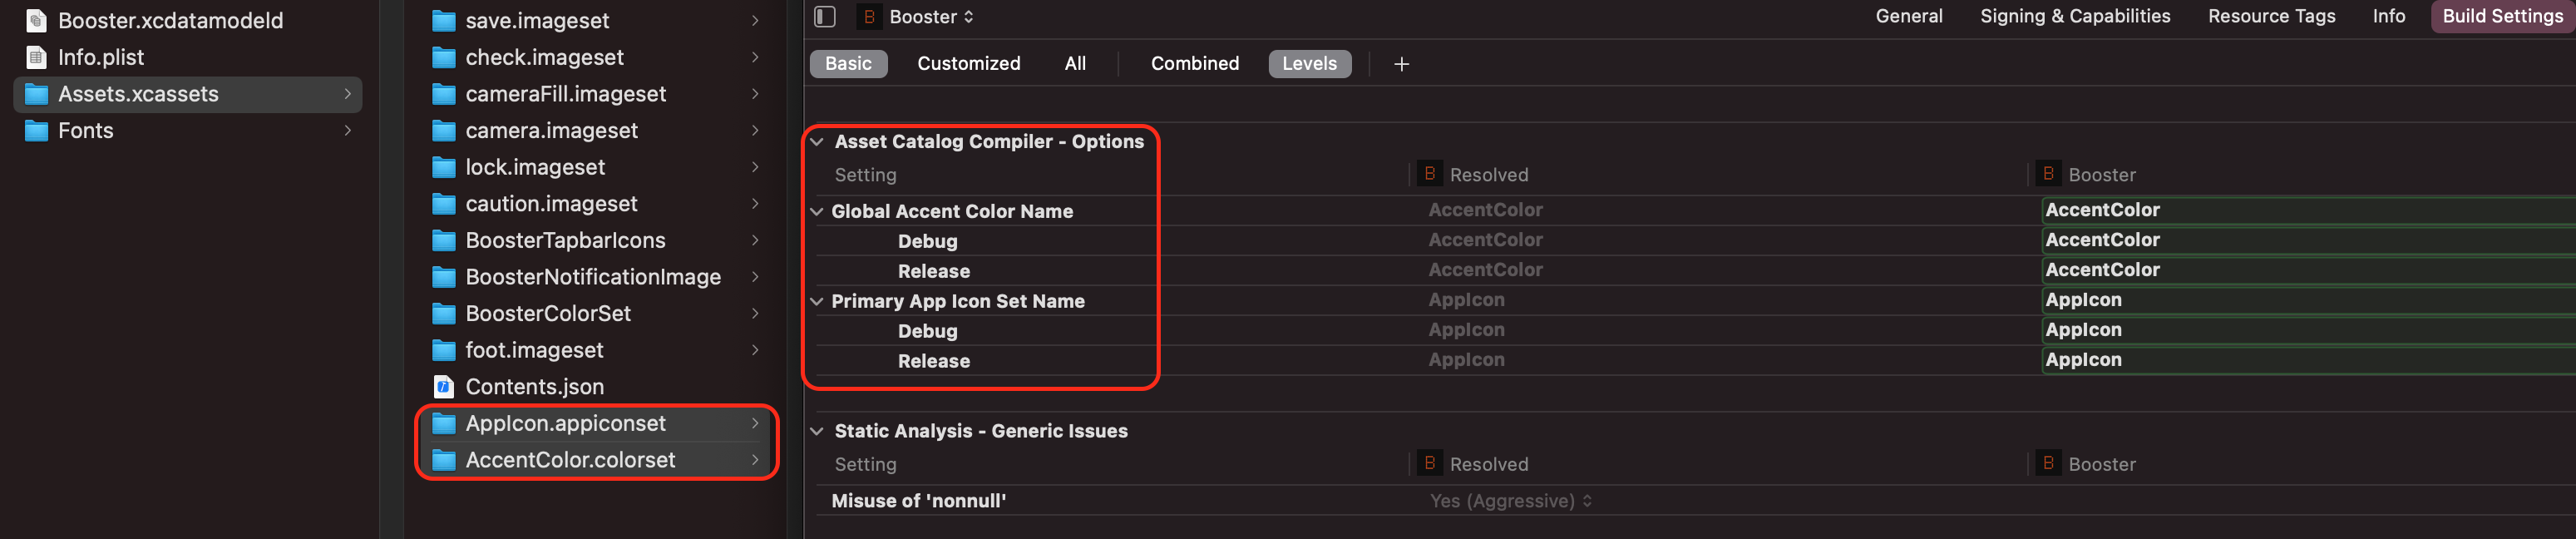 Booster.xcdatamodeld
Info.plist
Assets.xcassets
Fonts
save.imageset
check.imageset
cameraFill.imageset
camera.imageset
lock.imageset
caution.imageset
BoosterTapbarIcons
BoosterNotificationImage
BoosterColorSet
foot.imageset
Contents.json
AppIcon.appiconset
AccentColor.colorset
B Booster
General Signing & Capabilities Resource Tags Info Build Settings
Basic Customized All Combined Levels +
Asset Catalog Compiler - Options
Setting B Resolved B Booster
Global Accent Color Name AccentColor AccentColor
Debug AccentColor AccentColor
Release AccentColor AccentColor
Primary App Icon Set Name AppIcon AppIcon
Debug AppIcon AppIcon
Release AppIcon AppIcon
Static Analysis - Generic Issues
Setting B Resolved B Booster
Misuse of 'nonnull' Yes (Aggressive)